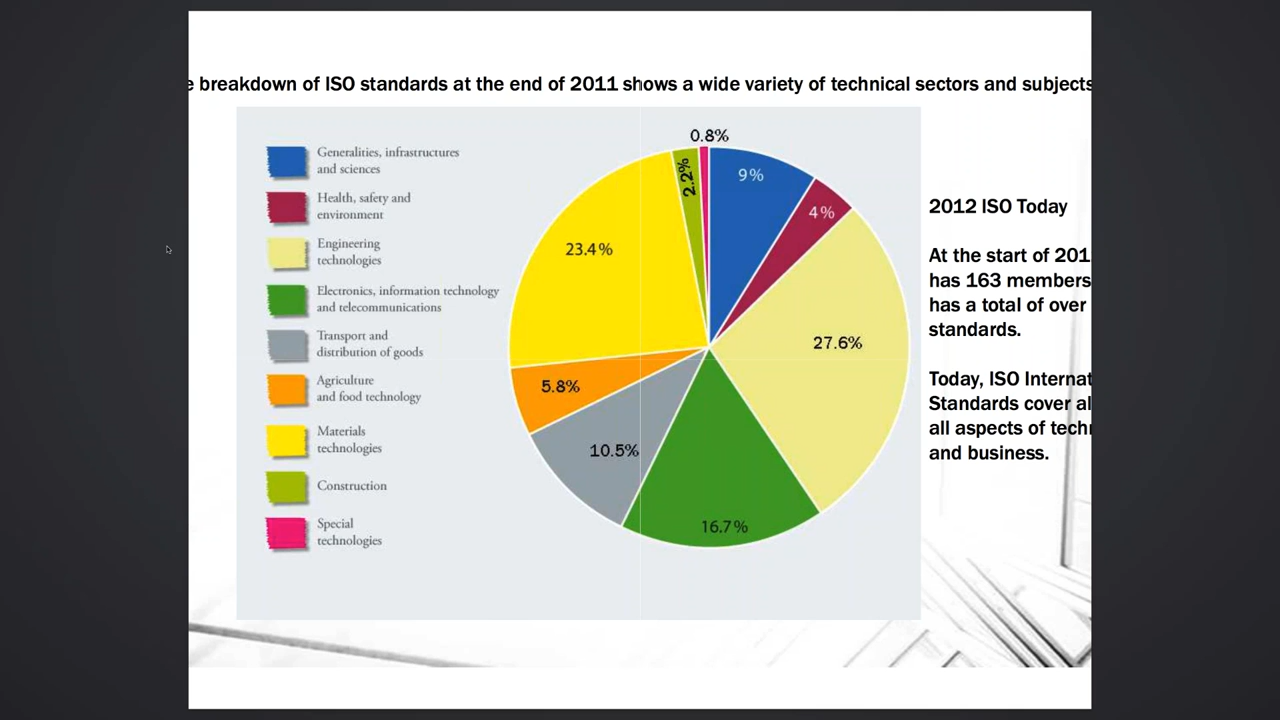 e breakdown of ISO standards at the end of 2011 shows a wide variety of technical sectors and subjects
Generalities, infrastructures
and sciences
Health, safety and
environment
Engineering
technologies
Electronics, information technology
and telecommunications
Transport and
distribution of goods
Agriculture
and food technology
Materials
technologies
Construction
Special
technologies
0.8%
2.2%
9%
4%
23.4%
27.6%
5.8%
10.5%
16.7%
2012 ISO Today
At the start of 201
has 163 members
has a total of over
standards.
Today, ISO Internat
Standards cover al
all aspects of tech
and business.